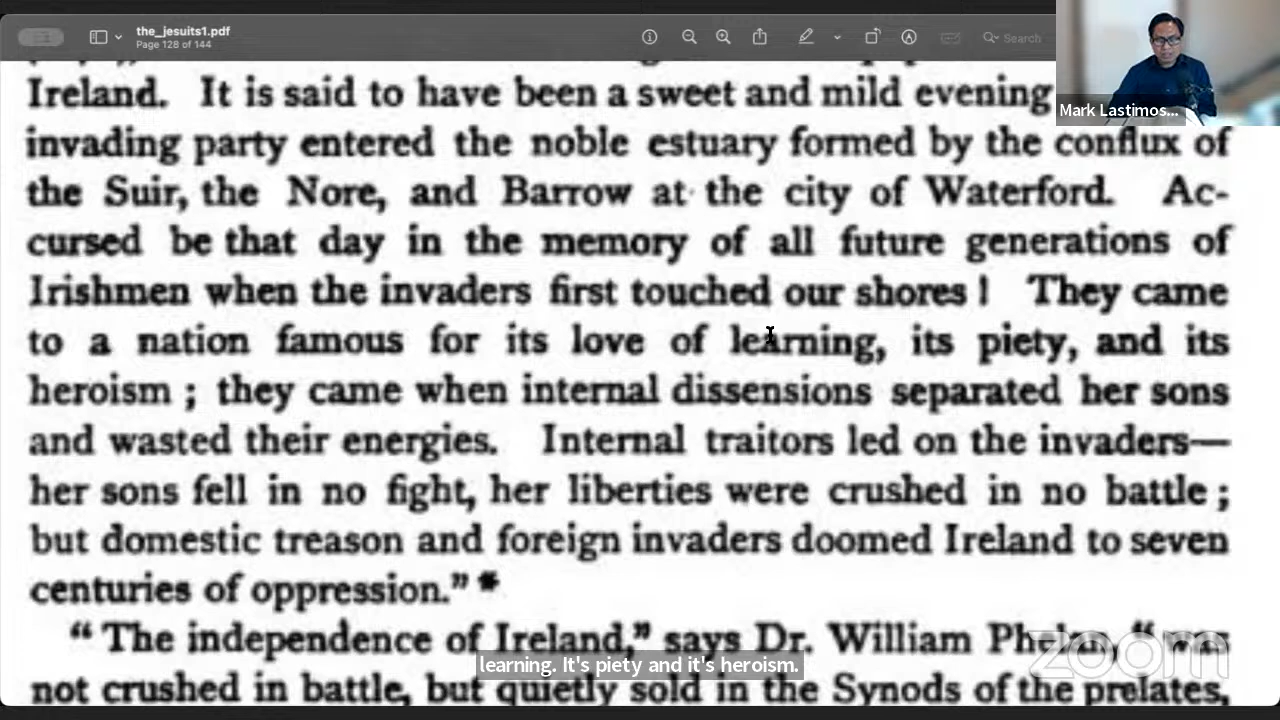 the_jesuits1.pdf
Page 128 of 144
Search
Mark Lastimos...
Ireland. It is said to have been a sweet and mild evening
invading party entered the noble estuary formed by the conflux of
the Suir, the Nore, and Barrow at the city of Waterford. Ac-
cursed be that day in the memory of all future generations of
Irishmen when the invaders first touched our shores! They came
to a nation famous for its love of learning, its piety, and its
heroism; they came when internal dissensions separated her sons
and wasted their energies. Internal traitors led on the invaders—
her sons fell in no fight, her liberties were crushed in no battle;
but domestic treason and foreign invaders doomed Ireland to seven
centuries of oppression." *
"The independence of Ireland," says Dr. William Phelan, "was
not crushed in battle, but quietly sold in the Synods of the prelates,
learning. It's piety and it's heroism.
zoom